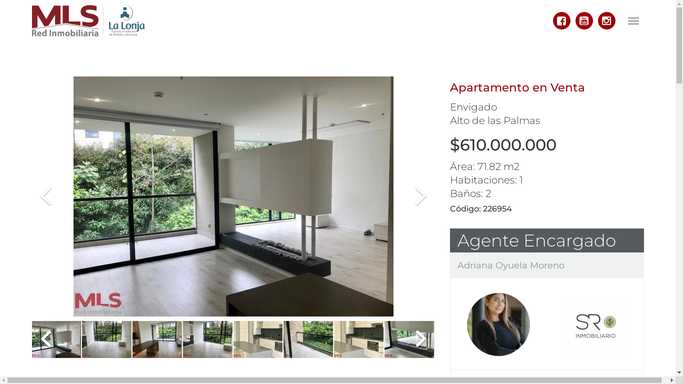 MLS
Red Inmobiliaria
La Lonja
Apartamento en Venta
Envigado
Alto de las Palmas
$610.000.000
Área: 71.82 m2
Habitaciones: 1
Baños: 2
Código: 226954
MLS
Agente Encargado
Adriana Oyuela Moreno
SR
INMOBILIARIO